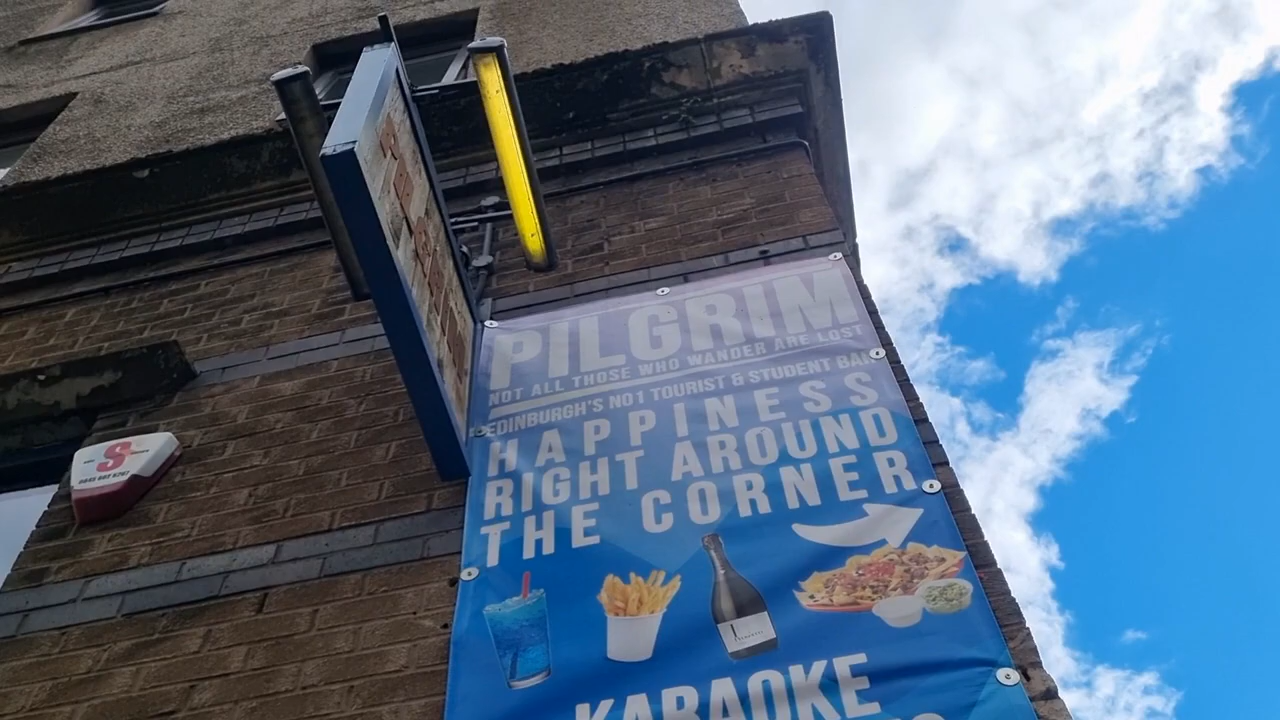 PILGRIM
NOT ALL THOSE WHO WANDER ARE LOST
EDINBURGH'S NO1 TOURIST & STUDENT BAR
HAPPINESS
RIGHT AROUND
THE CORNER
KARAOKE
S